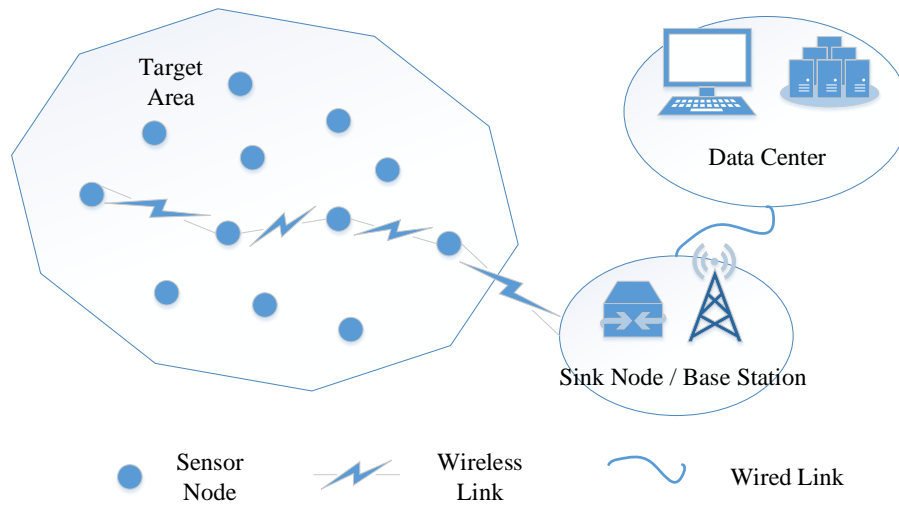 Target
Area
Data Center
Sink Node / Base Station
Sensor
Node
Wireless
Link
Wired Link